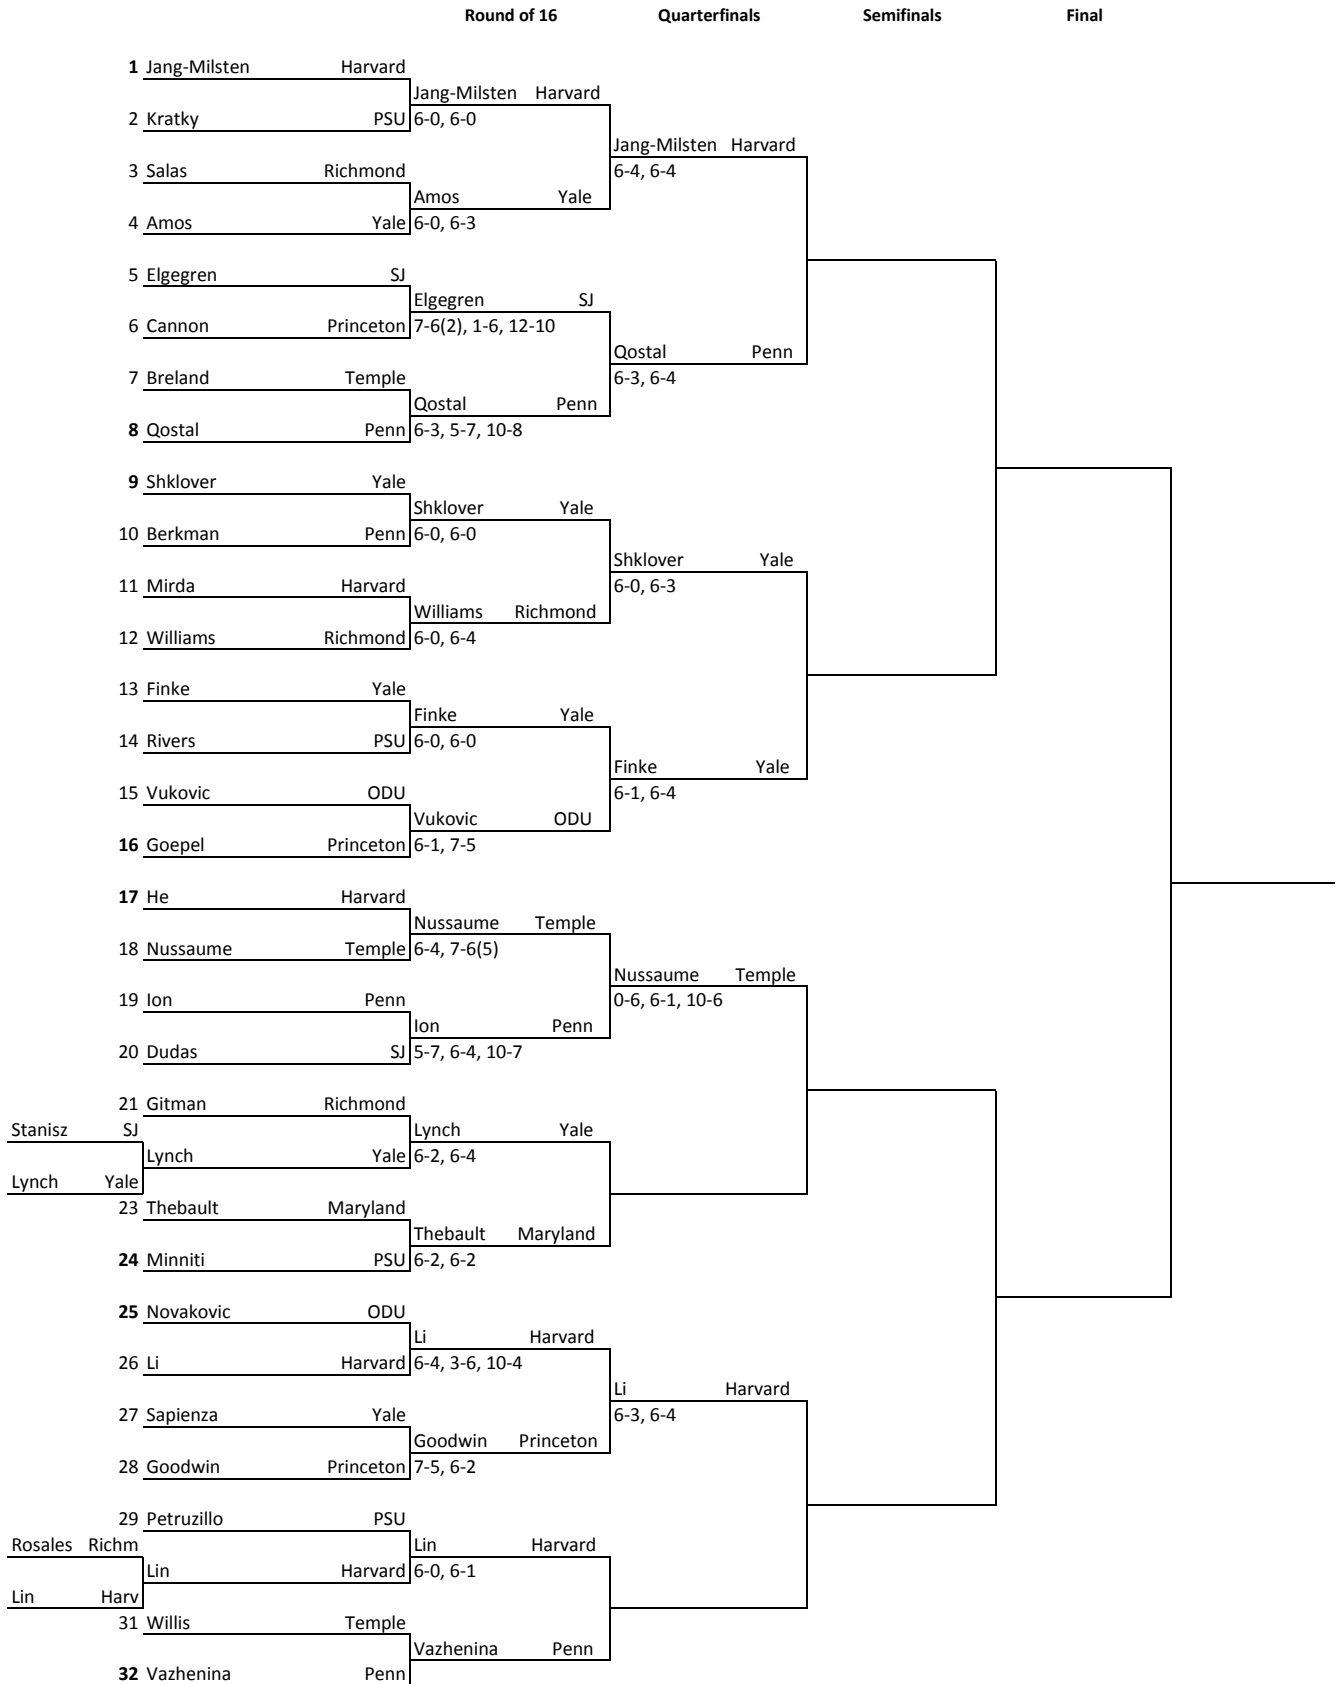 Round of 16 Quarterfinals Semifinals Final
1 Jang-Milsten Harvard
Jang-Milsten Harvard
2 Kratky PSU 6-0, 6-0
Jang-Milsten Harvard
3 Salas Richmond 6-4, 6-4
Amos Yale
4 Amos Yale 6-0, 6-3
5 Elgegren SJ
Elgegren SJ
6 Cannon Princeton 7-6(2), 1-6, 12-10
Qostal Penn
7 Breland Temple 6-3, 6-4
Qostal Penn
8 Qostal Penn 6-3, 5-7, 10-8
9 Shklover Yale
Shklover Yale
10 Berkman Penn 6-0, 6-0
Shklover Yale
11 Mirda Harvard 6-0, 6-3
Williams Richmond
12 Williams Richmond 6-0, 6-4
13 Finke Yale
Finke Yale
14 Rivers PSU 6-0, 6-0
Finke Yale
15 Vukovic ODU 6-1, 6-4
Vukovic ODU
16 Goepel Princeton 6-1, 7-5
17 He Harvard
Nussaume Temple
18 Nussaume Temple 6-4, 7-6(5)
Nussaume Temple
19 Ion Penn 0-6, 6-1, 10-6
Ion Penn
20 Dudas SJ 5-7, 6-4, 10-7
21 Gitman Richmond
Stanisz SJ Lynch Yale
Lynch Yale 6-2, 6-4
Lynch Yale
23 Thebault Maryland
Thebault Maryland
24 Minniti PSU 6-2, 6-2
25 Novakovic ODU
Li Harvard
26 Li Harvard 6-4, 3-6, 10-4
Li Harvard
27 Sapienza Yale 6-3, 6-4
Goodwin Princeton
28 Goodwin Princeton 7-5, 6-2
29 Petruzillo PSU
Rosales Richm Lin Harvard
Lin Harvard 6-0, 6-1
Lin Harv
31 Willis Temple
Vazhenina Penn
32 Vazhenina Penn